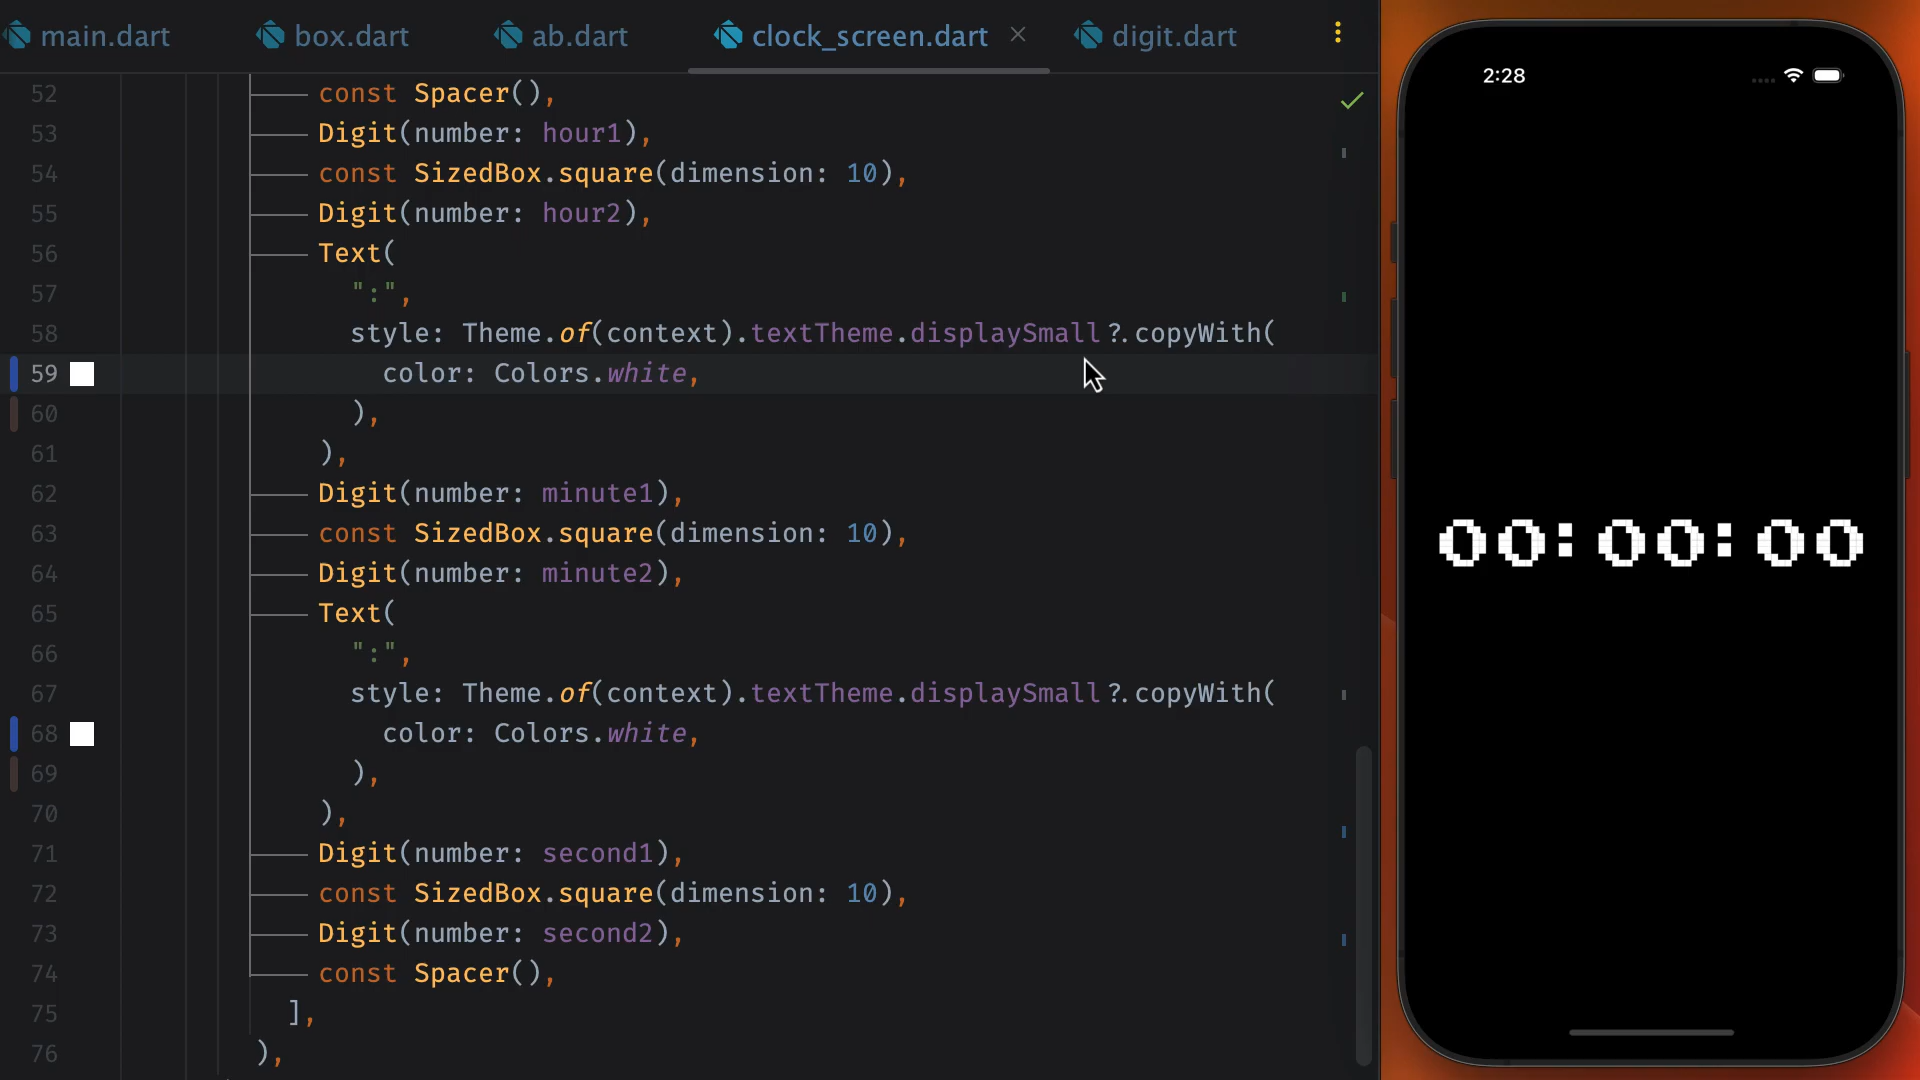 main.dart box.dart ab.dart clock_screen.dart digit.dart
52 const Spacer(),
53 Digit(number: hour1),
54 const SizedBox.square(dimension: 10),
55 Digit(number: hour2),
56 Text(
57 ":",
58 style: Theme.of(context).textTheme.displaySmall?.copyWith(
59 color: Colors.white,
60 ),
61 ),
62 Digit(number: minute1),
63 const SizedBox.square(dimension: 10),
64 Digit(number: minute2),
65 Text(
66 ":",
67 style: Theme.of(context).textTheme.displaySmall?.copyWith(
68 color: Colors.white,
69 ),
70 ),
71 Digit(number: second1),
72 const SizedBox.square(dimension: 10),
73 Digit(number: second2),
74 const Spacer(),
75 ],
76 ),
2:28
00:00:00